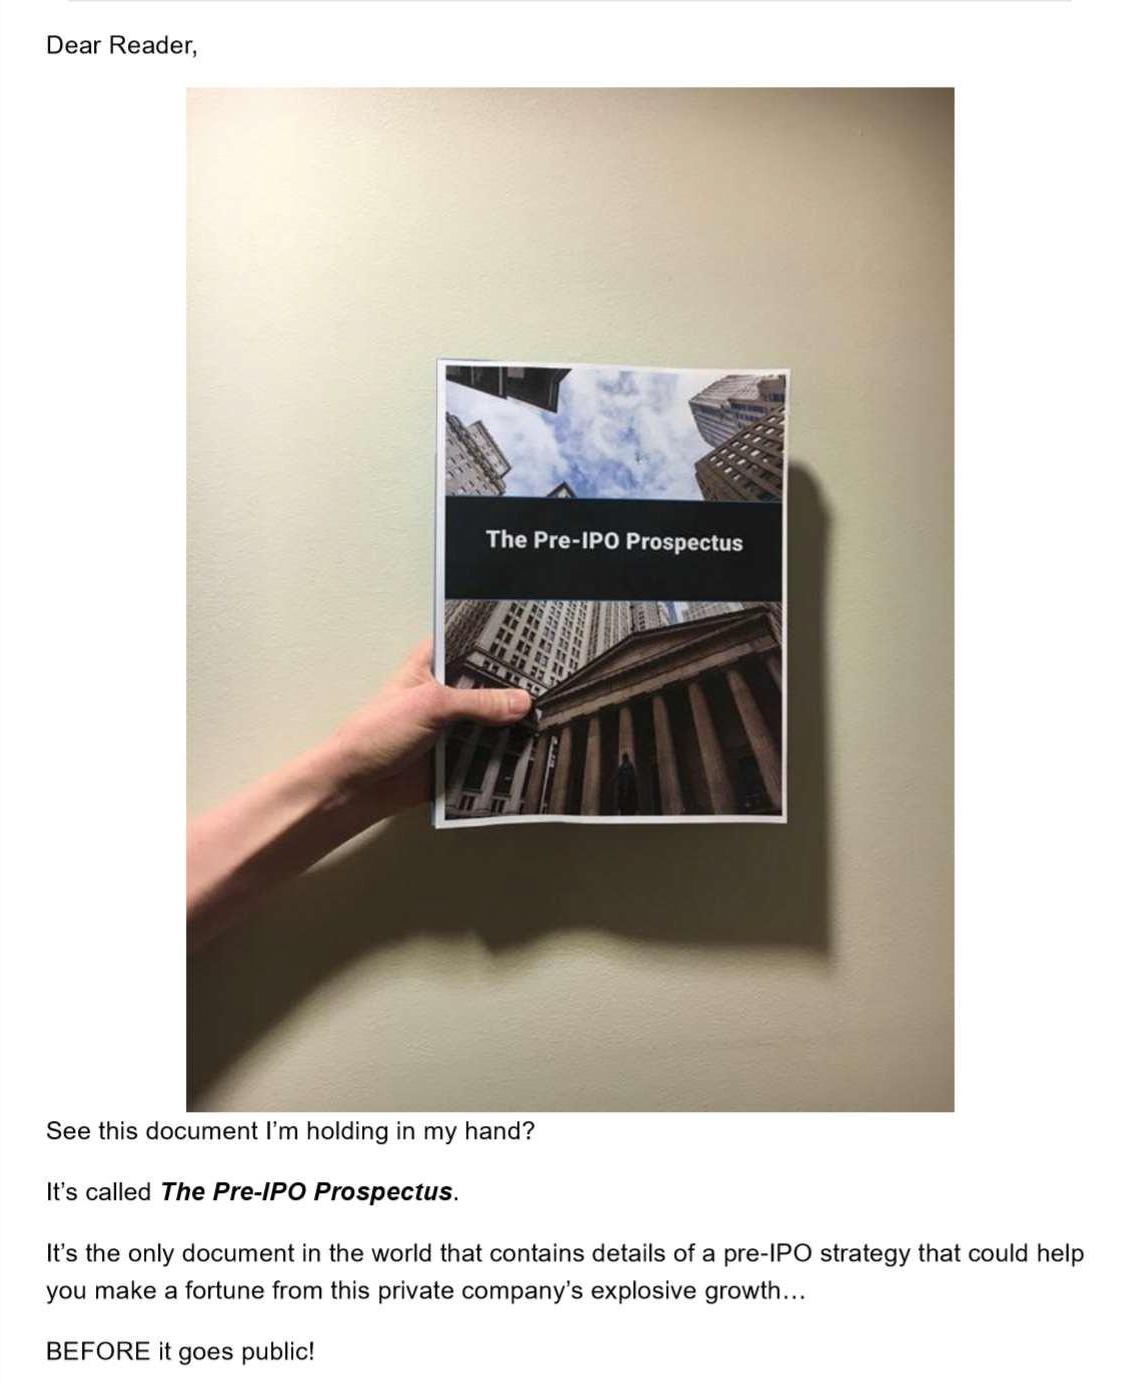 Dear Reader,
The Pre-IPO Prospectus
See this document I’m holding in my hand?
It’s called The Pre-IPO Prospectus.
It’s the only document in the world that contains details of a pre-IPO strategy that could help
you make a fortune from this private company’s explosive growth…
BEFORE it goes public!